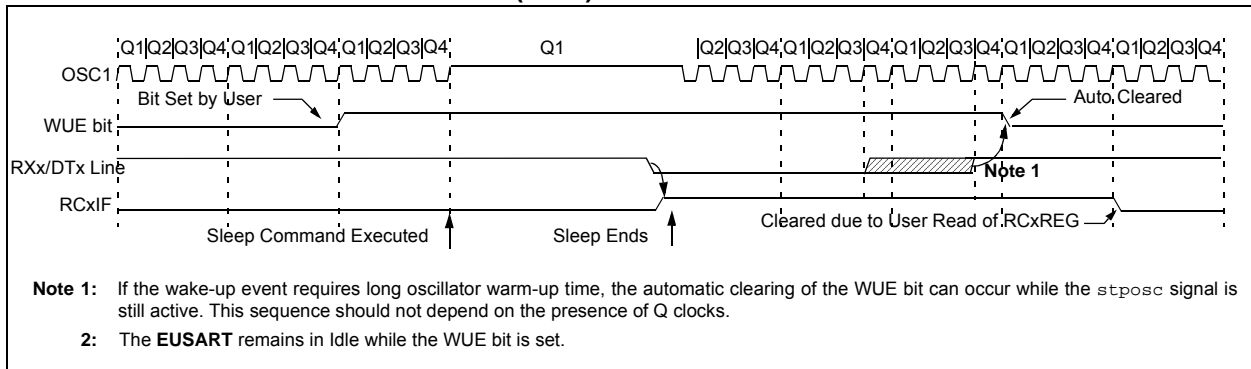 Q1 Q2 Q3 Q4 Q1 Q2 Q3 Q4 Q1 Q2 Q3 Q4 Q1 Q2 Q3 Q4 Q1 Q2 Q3 Q4 Q1 Q2 Q3 Q4 Q1 Q2 Q3 Q4 Q1 Q2 Q3 Q4
OSC1
Bit Set by User
Auto Cleared
WUE bit
RXx/DTx Line
Note 1
RCxIF
Cleared due to User Read of RCxREG
Sleep Command Executed
Sleep Ends
Note 1: If the wake-up event requires long oscillator warm-up time, the automatic clearing of the WUE bit can occur while the stposc signal is
still active. This sequence should not depend on the presence of Q clocks.
2: The EUSART remains in Idle while the WUE bit is set.